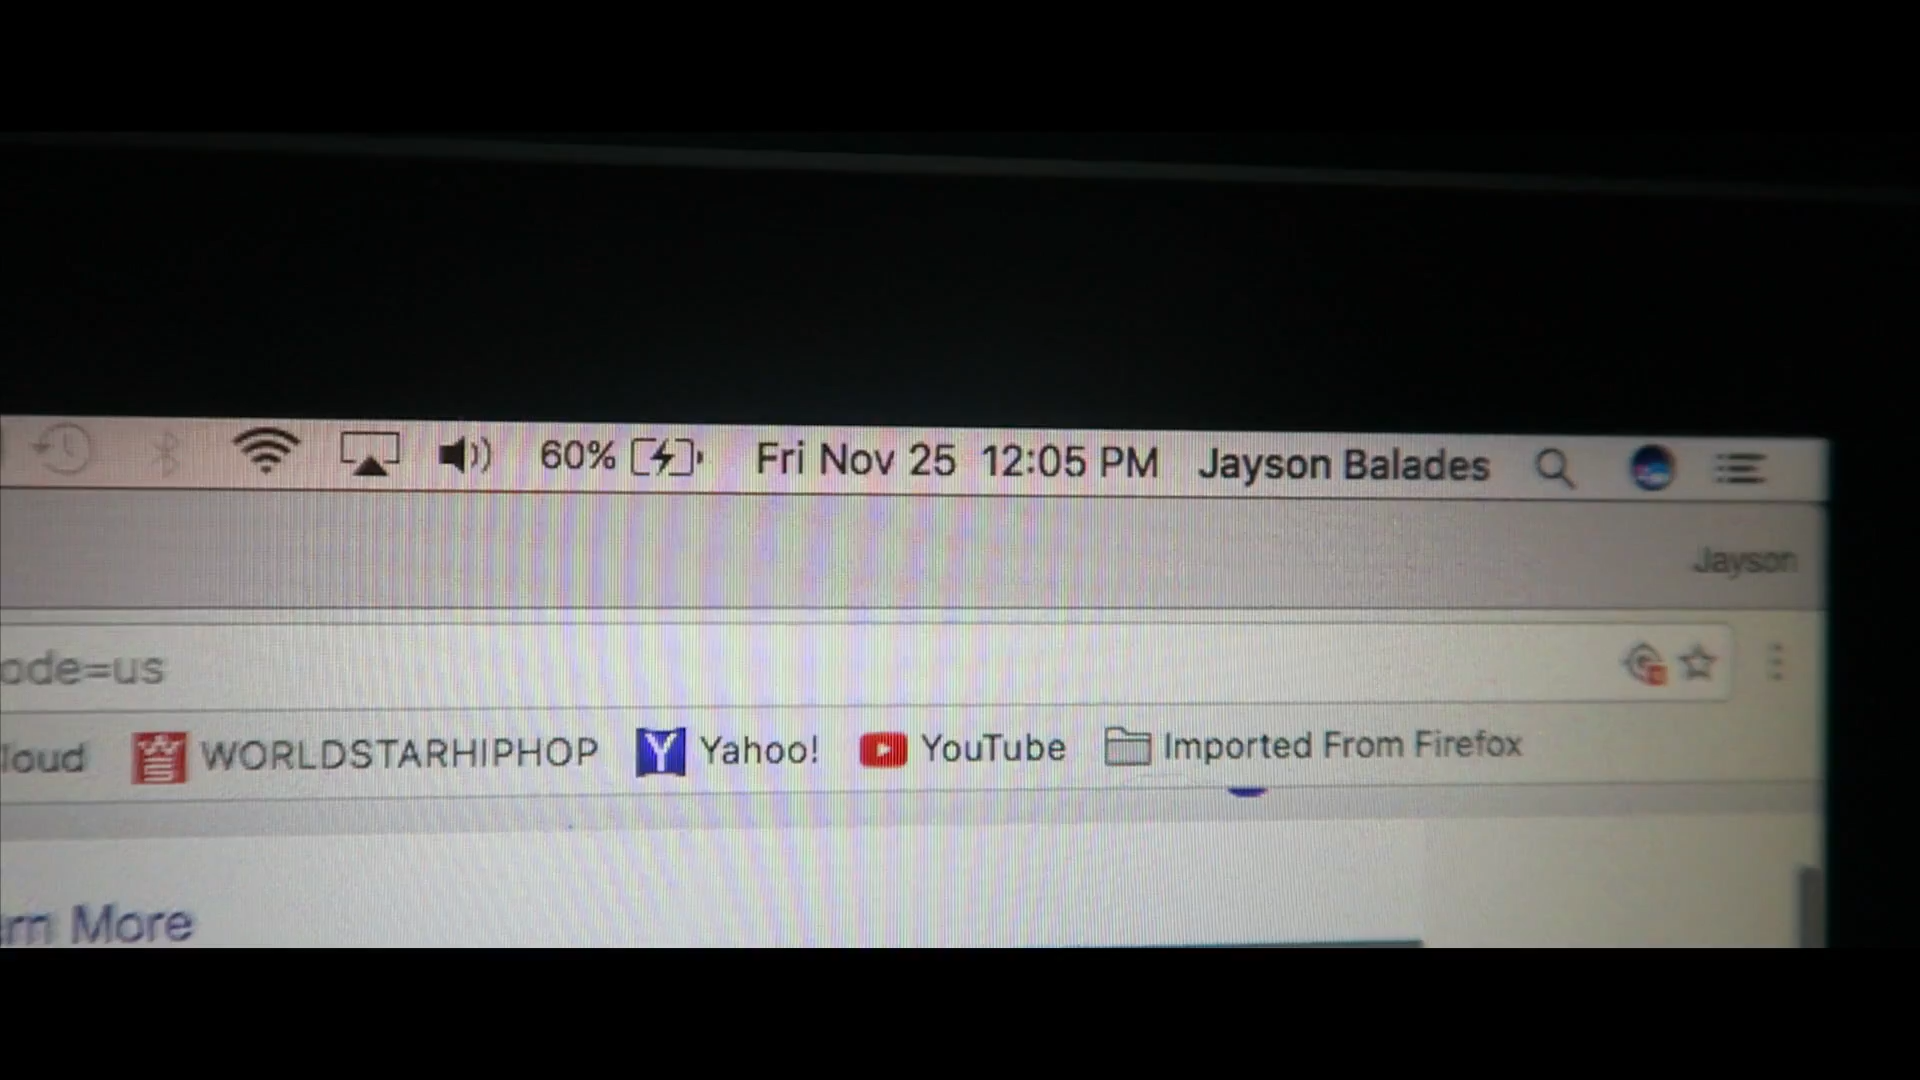 60% Fri Nov 25 12:05 PM Jayson Balades
Jayson
ode=us
loud WORLDSTARHIPHOP Yahoo! YouTube Imported From Firefox
rn More